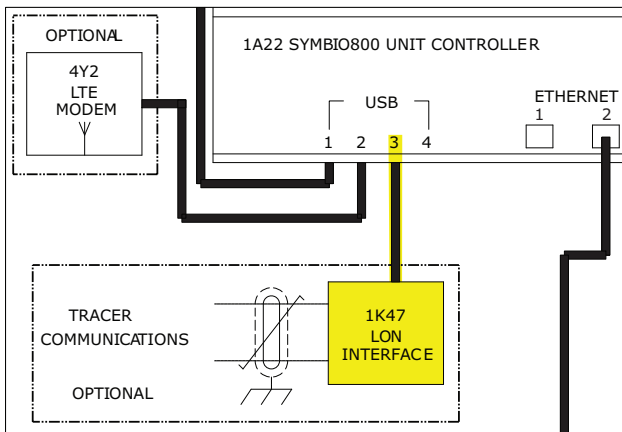 OPTIONAL
4Y2
LTE
MODEM
1A22 SYMBIO800 UNIT CONTROLLER
USB
1 2 3 4
ETHERNET
1 2
TRACER
COMMUNICATIONS
OPTIONAL
1K47
LON
INTERFACE